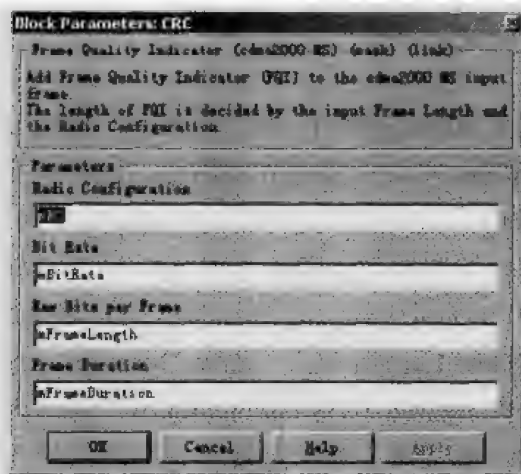 Block Parameters: CRC
Frame Quality Indicator (cdma2000 MS) (mask) (link)
Add Frame Quality Indicator (FQI) to the cdma2000 MS input
frame.
The length of FQI is decided by the input Frame Length and
the Radio Configuration.
Parameters
Radio Configuration
Bit Rate
mBitRate
Raw Bits per Frame
mFrameLength
Frame Duration
mFrameDuration
OK
Cancel
Help
Apply